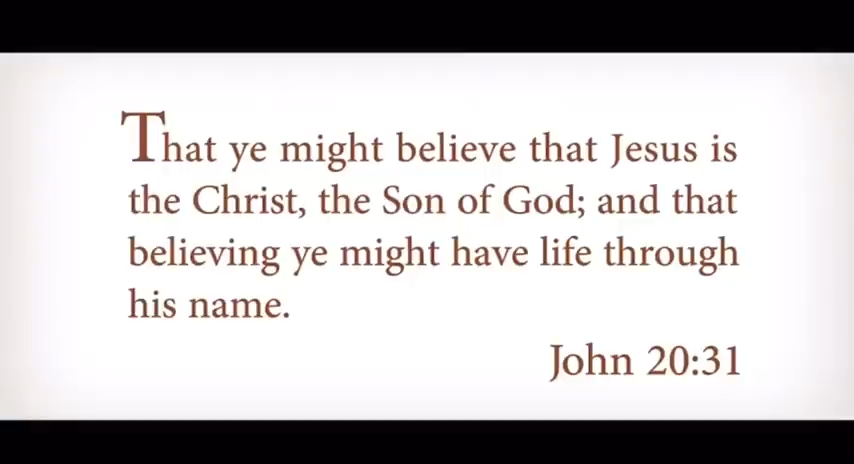 That ye might believe that Jesus is
the Christ, the Son of God; and that
believing ye might have life through
his name.
John 20:31